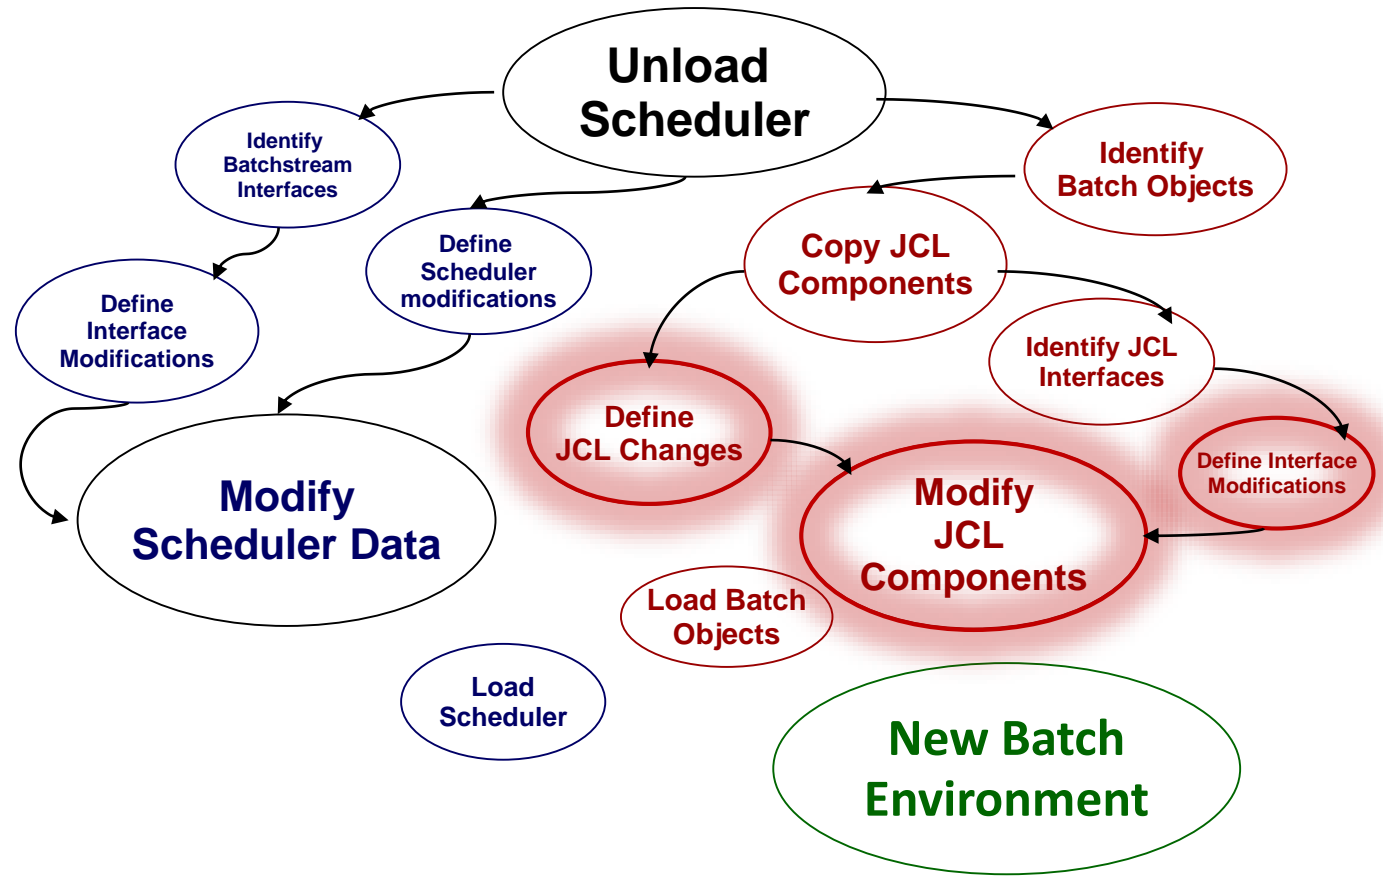 Unload
Scheduler
Identify
Batchstream
Interfaces
Identify
Batch Objects
Define
Scheduler
modifications
Copy JCL
Components
Define
Interface
Modifications
Identify JCL
Interfaces
Define
JCL Changes
Define Interface
Modifications
Modify
Scheduler Data
Modify
JCL
Components
Load Batch
Objects
Load
Scheduler
New Batch
Environment